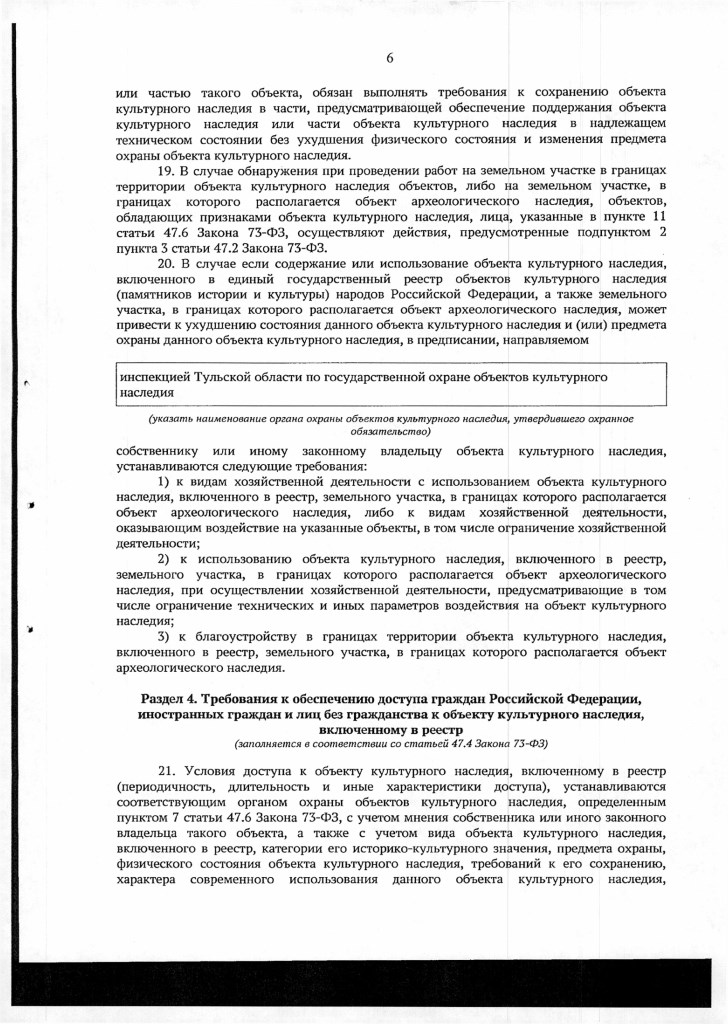 6
или частью такого объекта, обязан выполнять требования к сохранению объекта
культурного наследия в части, предусматривающей обеспечение поддержания объекта
культурного наследия или части объекта культурного наследия в надлежащем
техническом состоянии без ухудшения физического состояния и изменения предмета
охраны объекта культурного наследия.
19. В случае обнаружения при проведении работ на земельном участке в границах
территории объекта культурного наследия объектов, либо на земельном участке, в
границах которого располагается объект археологического наследия, объектов,
обладающих признаками объекта культурного наследия, лица, указанные в пункте 11
статьи 47.6 Закона 73-ФЗ, осуществляют действия, предусмотренные подпунктом 2
пункта 3 статьи 47.2 Закона 73-ФЗ.
20. В случае если содержание или использование объекта культурного наследия,
включенного в единый государственный реестр объектов культурного наследия
(памятников истории и культуры) народов Российской Федерации, а также земельного
участка, в границах которого располагается объект археологического наследия, может
привести к ухудшению состояния данного объекта культурного наследия и (или) предмета
охраны данного объекта культурного наследия, в предписании, направляемом
инспекцией Тульской области по государственной охране объектов культурного
наследия
(указать наименование органа охраны объектов культурного наследия, утвердившего охранное
обязательство)
собственнику или иному законному владельцу объекта культурного наследия,
устанавливаются следующие требования:
1) к видам хозяйственной деятельности с использованием объекта культурного
наследия, включенного в реестр, земельного участка, в границах которого располагается
объект археологического наследия, либо к видам хозяйственной деятельности,
оказывающим воздействие на указанные объекты, в том числе ограничение хозяйственной
деятельности;
2) к использованию объекта культурного наследия, включенного в реестр,
земельного участка, в границах которого располагается объект археологического
наследия, при осуществлении хозяйственной деятельности, предусматривающие в том
числе ограничение технических и иных параметров воздействия на объект культурного
наследия;
3) к благоустройству в границах территории объекта культурного наследия,
включенного в реестр, земельного участка, в границах которого располагается объект
археологического наследия.
Раздел 4. Требования к обеспечению доступа граждан Российской Федерации,
иностранных граждан и лиц без гражданства к объекту культурного наследия,
включенному в реестр
(заполняется в соответствии со статьей 47.4 Закона 73-ФЗ)
21. Условия доступа к объекту культурного наследия, включенного в реестр
(периодичность, длительность и иные характеристики доступа), устанавливаются
соответствующим органом охраны объектов культурного наследия, определенным
пунктом 7 статьи 47.6 Закона 73-ФЗ, с учетом мнения собственника или иного законного
владельца такого объекта, а также с учетом вида объекта культурного наследия,
включенного в реестр, категории его историко-культурного значения, предмета охраны,
физического состояния объекта культурного наследия, требований к его сохранению,
характера современного использования данного объекта культурного наследия,